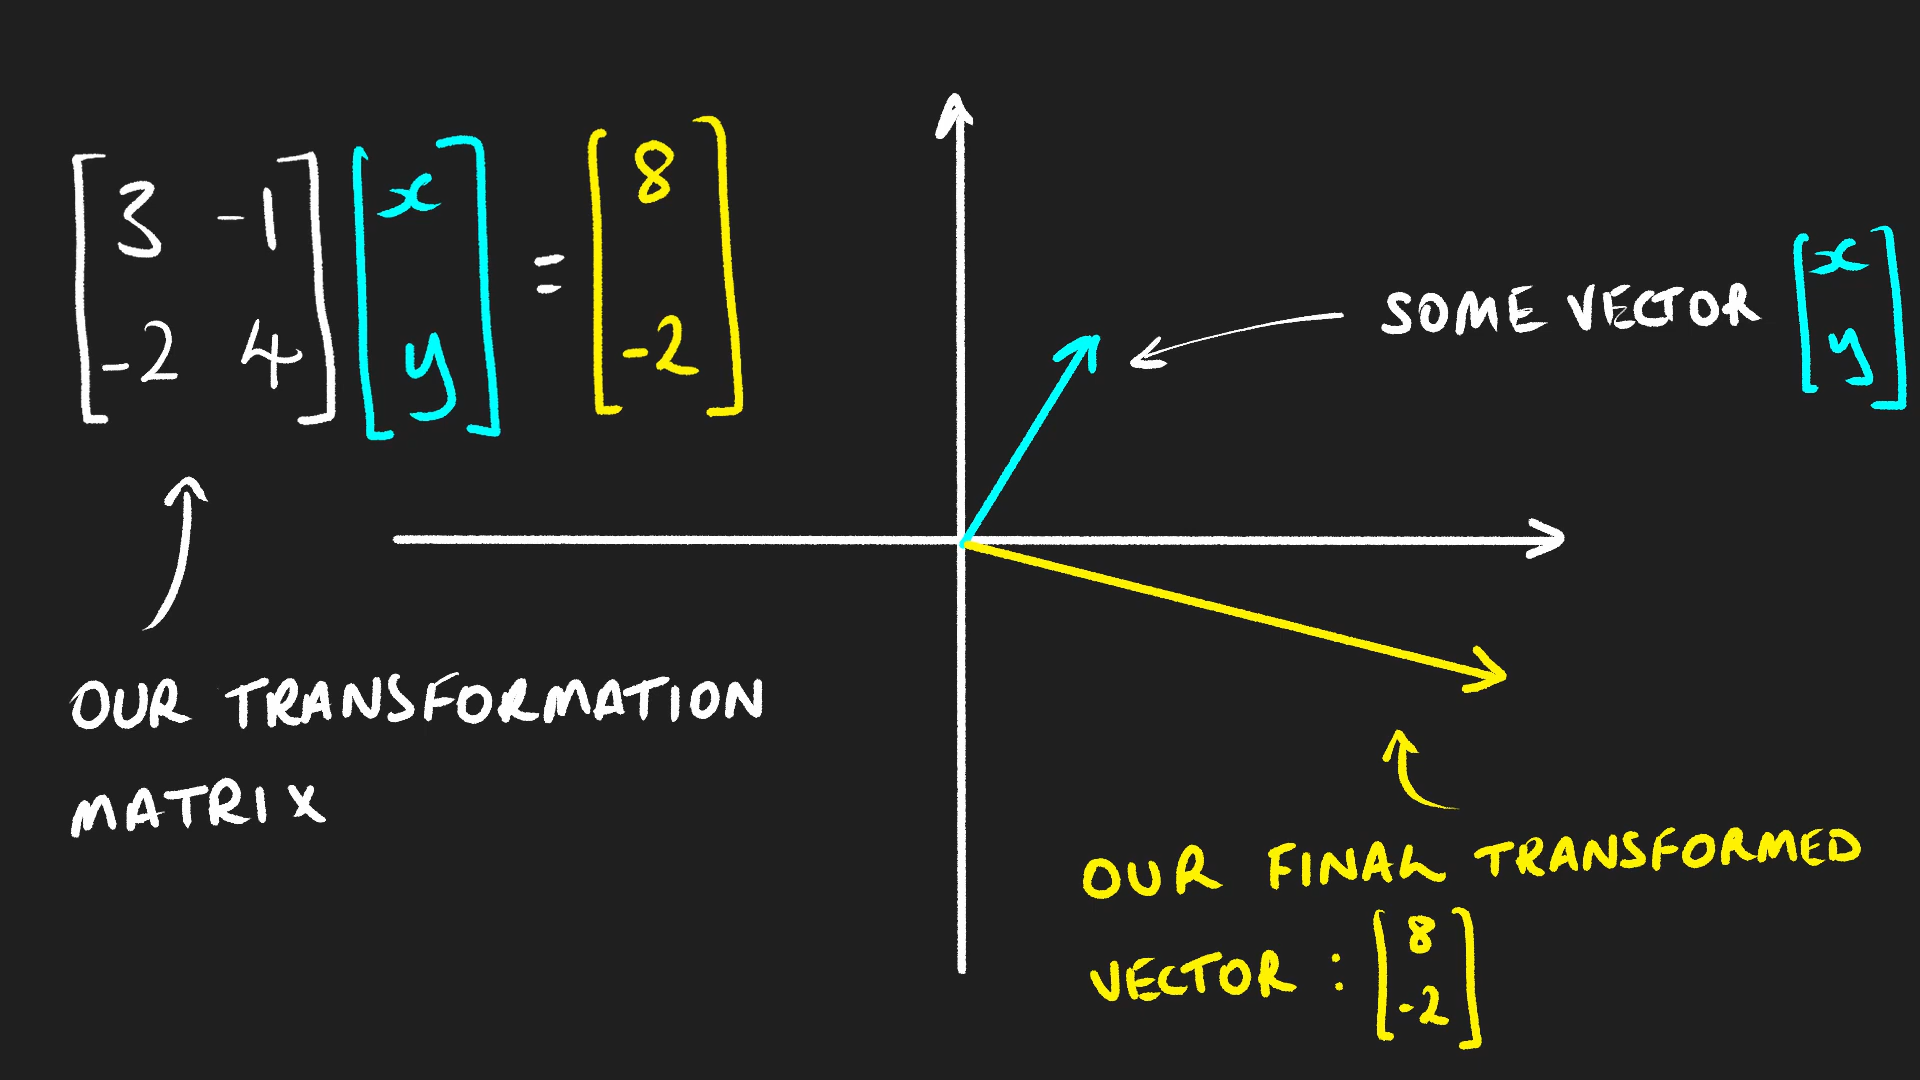 [3 -1] [x] = [8]
[-2 4] [y] [-2]
SOME VECTOR [x]
[y]
OUR TRANSFORMATION
MATRIX
OUR FINAL TRANSFORMED
VECTOR : [8]
[-2]